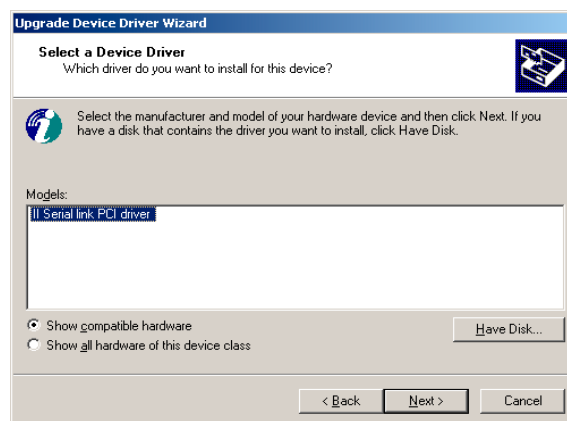 Upgrade Device Driver Wizard
Select a Device Driver
Which driver do you want to install for this device?
Select the manufacturer and model of your hardware device and then click Next. If you
have a disk that contains the driver you want to install, click Have Disk.
Models:
II Serial link PCI driver
Show compatible hardware
Show all hardware of this device class
Have Disk...
< Back
Next >
Cancel